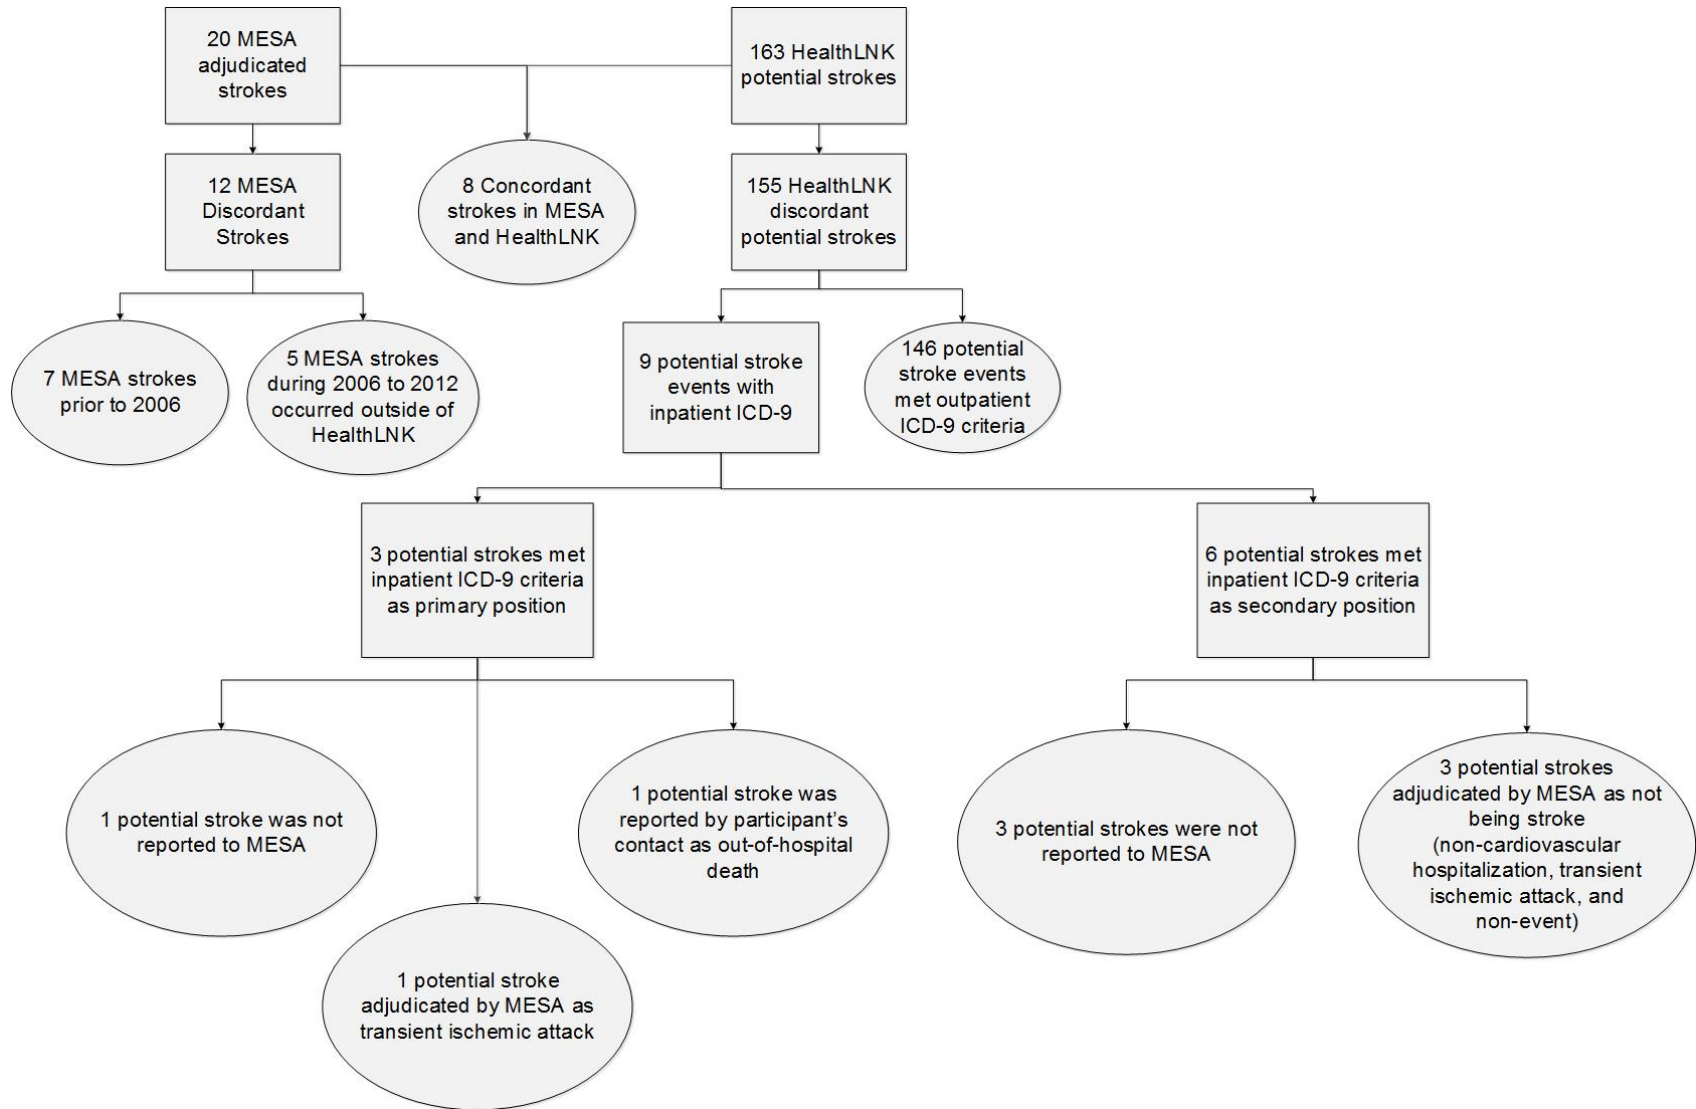 20 MESA
adjudicated
strokes
163 HealthLNK
potential strokes
12 MESA
Discordant
Strokes
8 Concordant
strokes in MESA
and HealthLNK
155 HealthLNK
discordant
potential strokes
7 MESA strokes
prior to 2006
5 MESA strokes
during 2006 to 2012
occurred outside of
HealthLNK
9 potential stroke
events with
inpatient ICD-9
146 potential
stroke events
met outpatient
ICD-9 criteria
3 potential strokes met
inpatient ICD-9 criteria
as primary position
6 potential strokes met
inpatient ICD-9 criteria
as secondary position
1 potential stroke was not
reported to MESA
1 potential stroke
adjudicated by MESA as
transient ischemic attack
1 potential stroke was
reported by participant’s
contact as out-of-hospital
death
3 potential strokes were not
reported to MESA
3 potential strokes
adjudicated by MESA as not
being stroke
(non-cardiovascular
hospitalization, transient
ischemic attack, and
non-event)